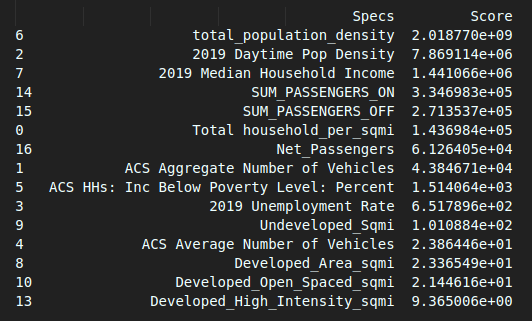 Specs Score
6 total_population_density 2.018770e+09
2 2019 Daytime Pop Density 7.869114e+06
7 2019 Median Household Income 1.441066e+06
14 SUM_PASSENGERS_ON 3.346983e+05
15 SUM_PASSENGERS_OFF 2.713537e+05
0 Total household_per_sqmi 1.436984e+05
16 Net_Passengers 6.126405e+04
1 ACS Aggregate Number of Vehicles 4.384671e+04
5 ACS HHs: Inc Below Poverty Level: Percent 1.514064e+03
3 2019 Unemployment Rate 6.517896e+02
9 Undeveloped_Sqmi 1.010884e+02
4 ACS Average Number of Vehicles 2.386446e+01
8 Developed_Area_sqmi 2.336549e+01
10 Developed_Open_Spaced_sqmi 2.144616e+01
13 Developed_High_Intensity_sqmi 9.365006e+00